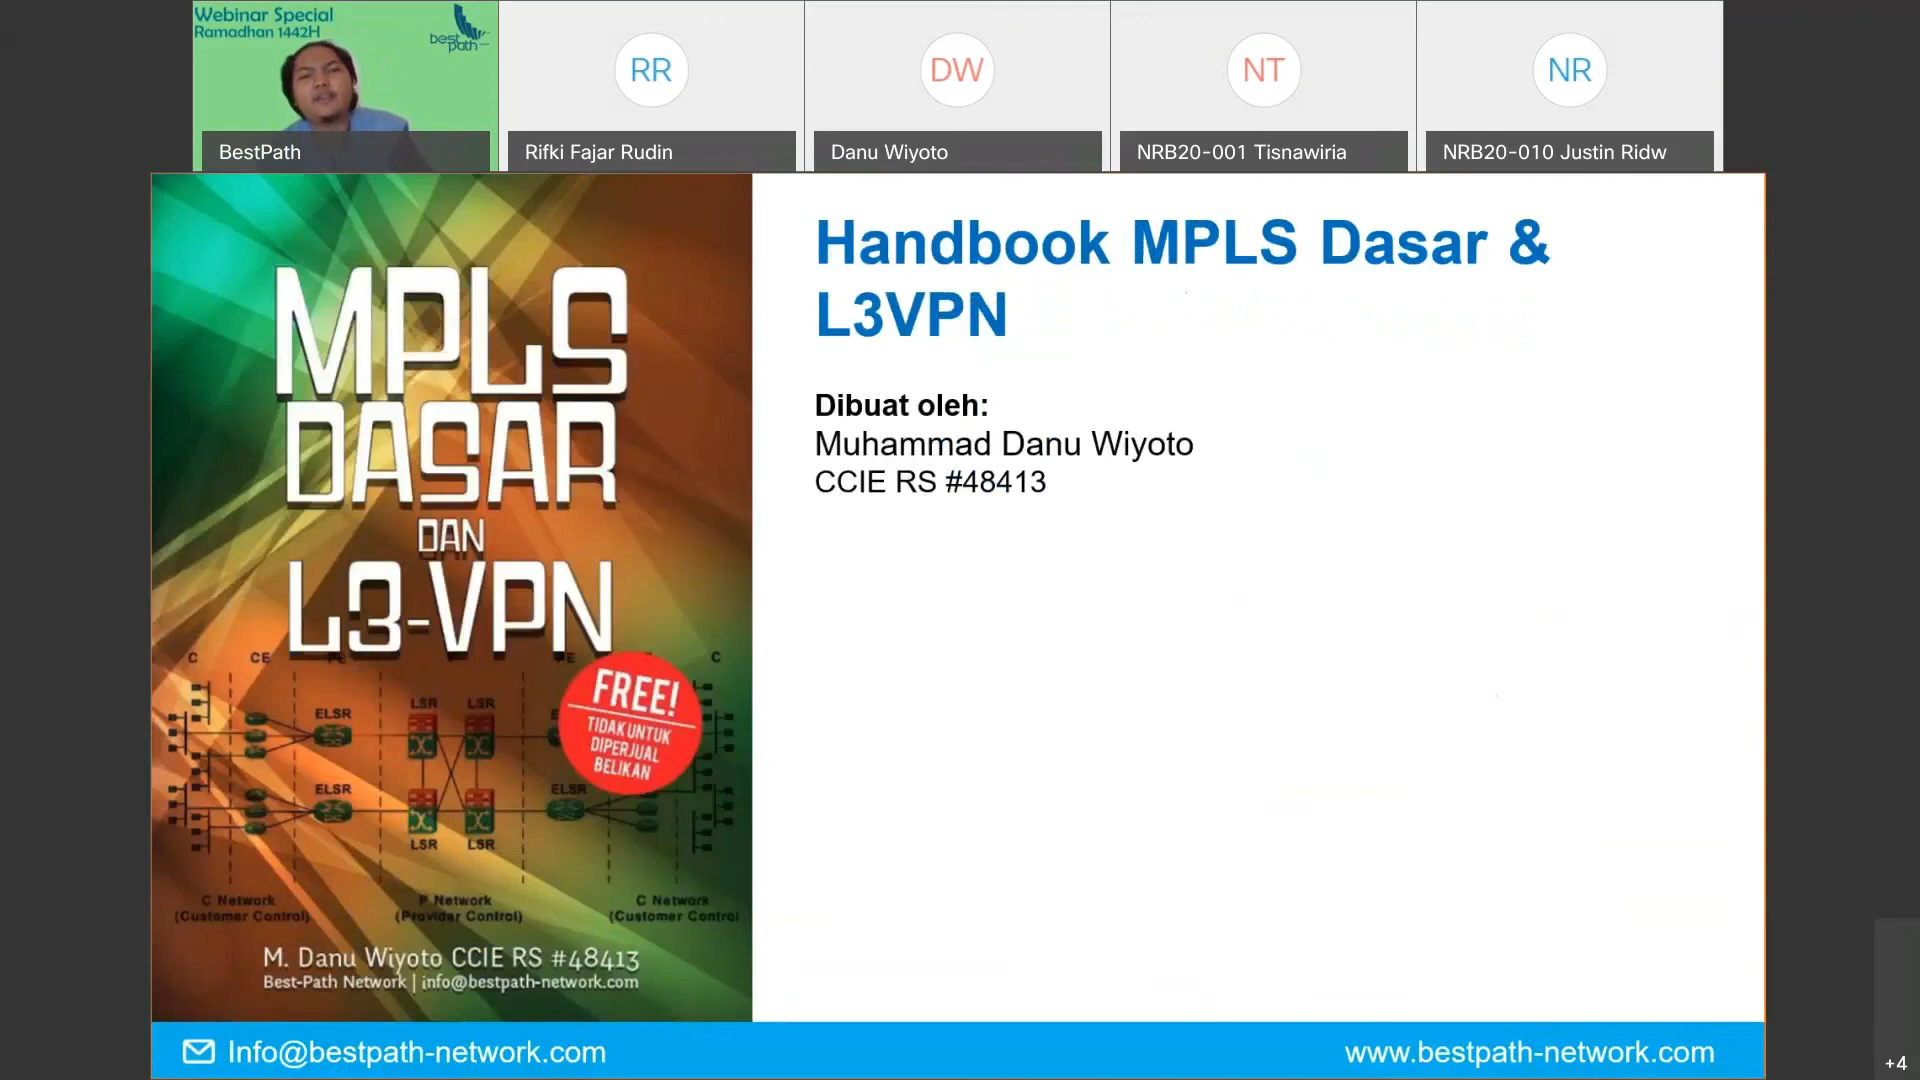 Webinar Special
Ramadhan 1442H
best
path
BestPath
RR
Rifki Fajar Rudin
DW
Danu Wiyoto
NT
NRB20-001 Tisnawiria
NR
NRB20-010 Justin Ridw
MPLS
DASAR
DAN
L3-VPN
C
CE
C
FREE!
TIDAK UNTUK
DIPERJUAL
BELIKAN
ELSR
LSR
LSR
ELSR
LSR
LSR
ELSR
C Network
(Customer Control)
P Network
(Provider Control)
C Network
(Customer Control
M. Danu Wiyoto CCIE RS #48413
Best-Path Network | info@bestpath-network.com
Handbook MPLS Dasar &
L3VPN
Dibuat oleh:
Muhammad Danu Wiyoto
CCIE RS #48413
Info@bestpath-network.com
www.bestpath-network.com
+4